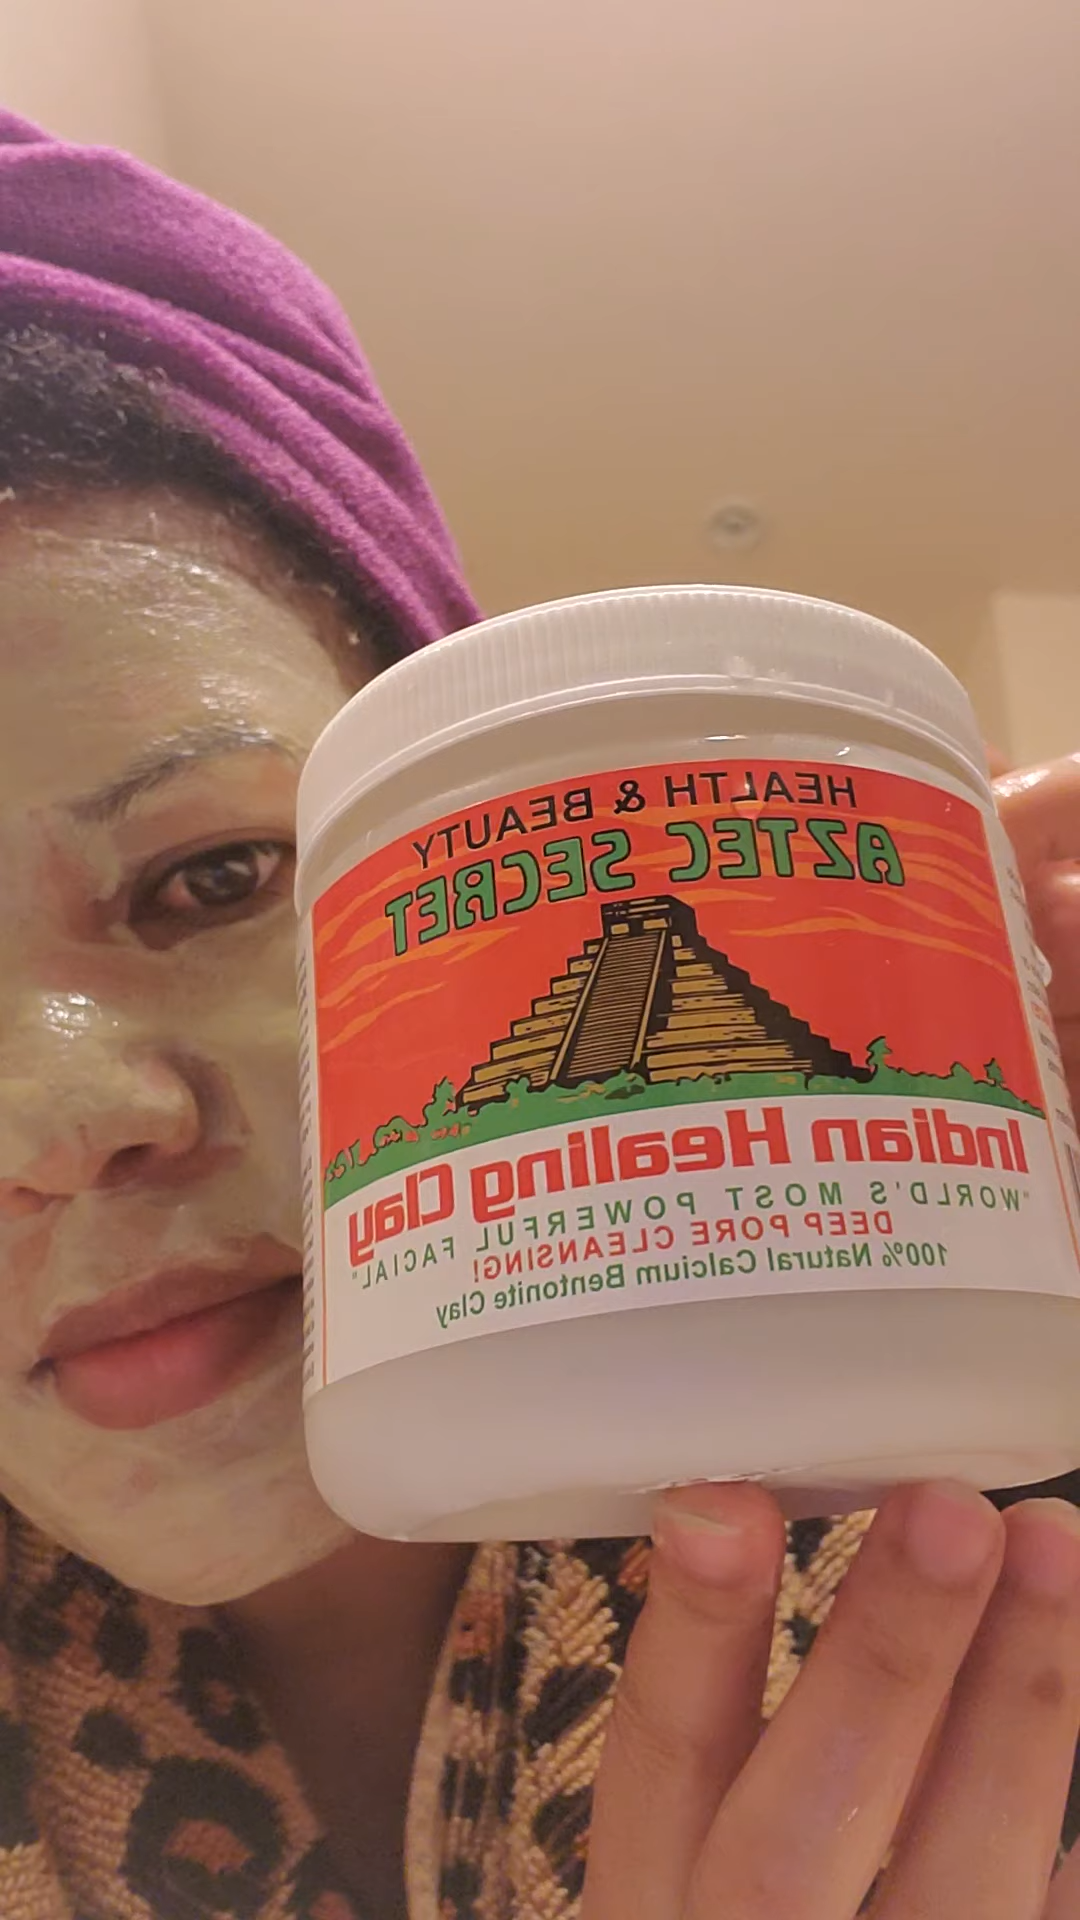 HEALTH & BEAUTY
AZTEC SECRET
Indian Healing Clay
"WORLD'S MOST POWERFUL FACIAL"
DEEP PORE CLEANSING!
100% Natural Calcium Bentonite Clay